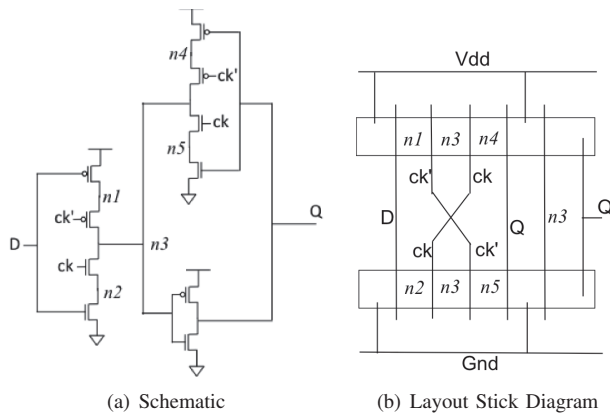 n4
ck'
ck
n5
n1
ck'
D
ck
n2
n3
Q
Vdd
n1 n3 n4
ck' ck
D
Q
n3
Q
ck ck'
n2 n3 n5
Gnd
(a) Schematic
(b) Layout Stick Diagram